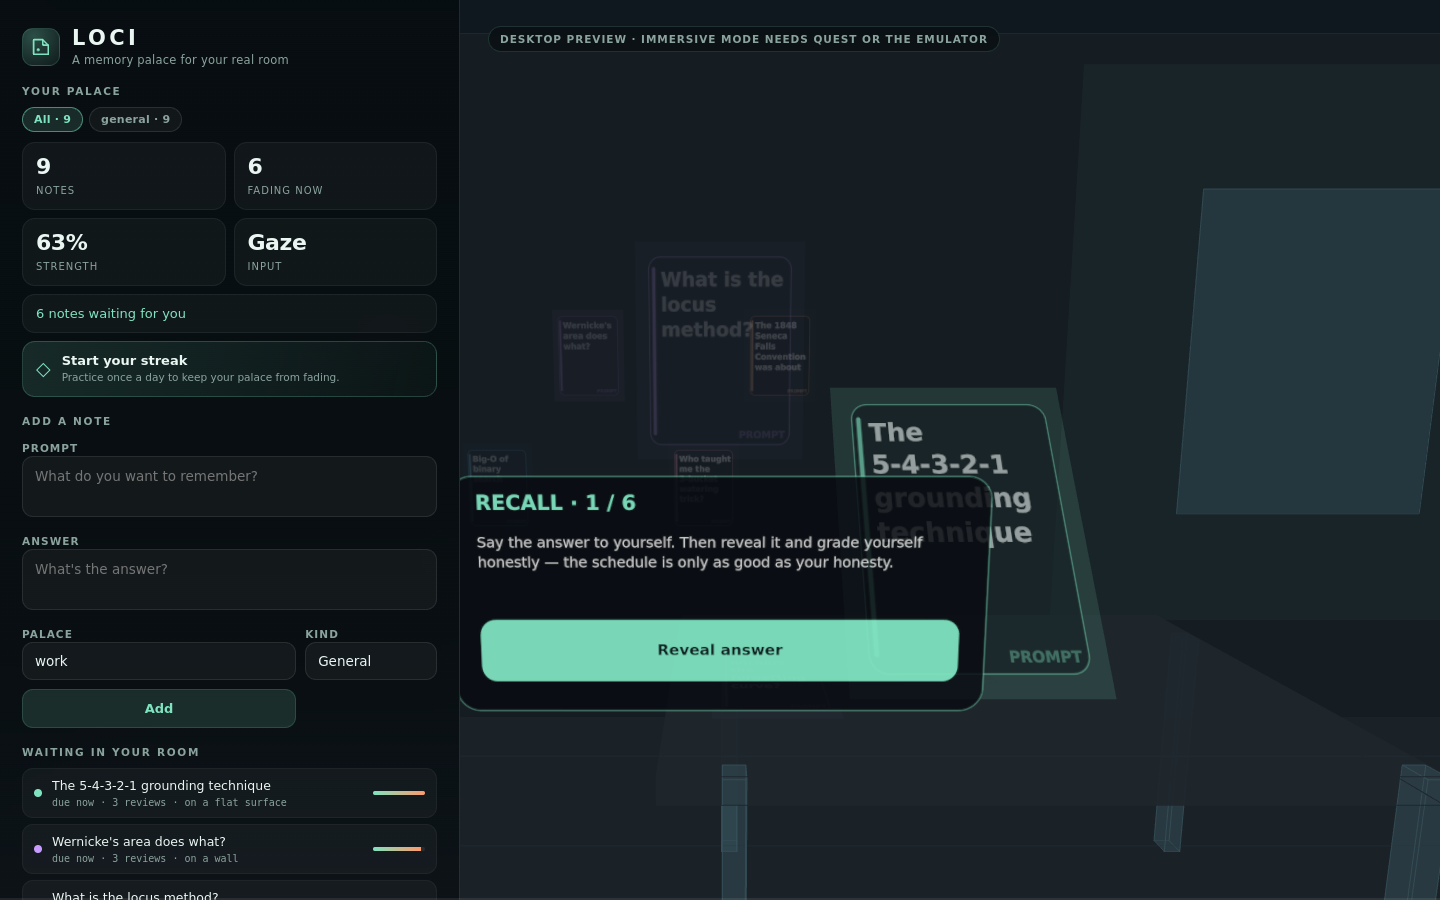 LOCI
A memory palace for your real room
YOUR PALACE
All · 9
general · 9
9
NOTES
6
FADING NOW
63%
STRENGTH
Gaze
INPUT
6 notes waiting for you
Start your streak
Practice once a day to keep your palace from fading.
ADD A NOTE
PROMPT
What do you want to remember?
ANSWER
What's the answer?
PALACE
KIND
work
General
Add
WAITING IN YOUR ROOM
The 5-4-3-2-1 grounding technique
due now · 3 reviews · on a flat surface
Wernicke's area does what?
due now · 3 reviews · on a wall
What is the locus method?
DESKTOP PREVIEW · IMMERSIVE MODE NEEDS QUEST OR THE EMULATOR
What is the
locus
method?
PROMPT
Wernicke's
area does
what?
The 1848
Seneca
Falls
Convention
was about
Big-O of
binary
Who taught
me the
The
5-4-3-2-1
grounding
technique
PROMPT
RECALL · 1 / 6
Say the answer to yourself. Then reveal it and grade yourself
honestly — the schedule is only as good as your honesty.
Reveal answer